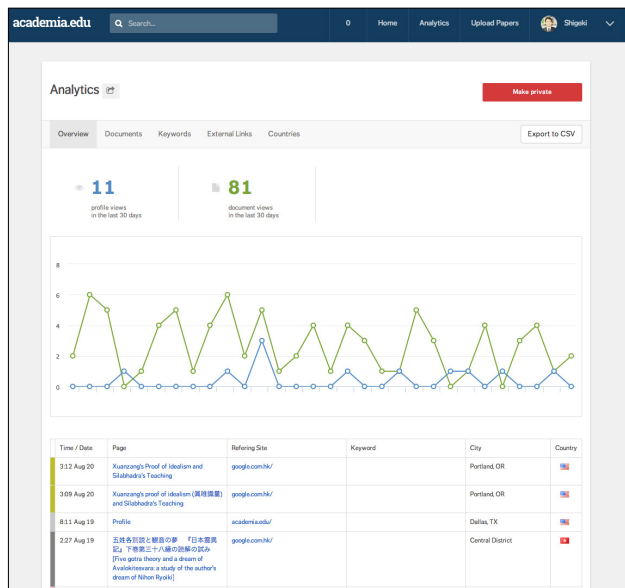 academia.edu Search... 0 Home Analytics Upload Papers Shigeki
Analytics
Make private
Overview Documents Keywords External Links Countries Export to CSV
11
profile views
in the last 30 days
81
document views
in the last 30 days
8
6
4
2
0
Time / Date Page Refering Site Keyword City Country
3:12 Aug 20 Xuanzang's Proof of Idealism and google.com.hk/ Portland, OR
Silabhadra's Teaching
3:09 Aug 20 Xuanzang's proof of idealism (眞唯識量) google.com.hk/ Portland, OR
and Silabhadra's Teaching
8:11 Aug 19 Profile academia.edu/ Dallas, TX
2:27 Aug 19 五姓各別説と観音の夢 『日本霊異 google.com.hk/ Central District
記』下巻第三十八縁の読解の試み
[Five gotra theory and a dream of
Avalokitesvara: a study of the author's
dream of Nihon Ryoiki]